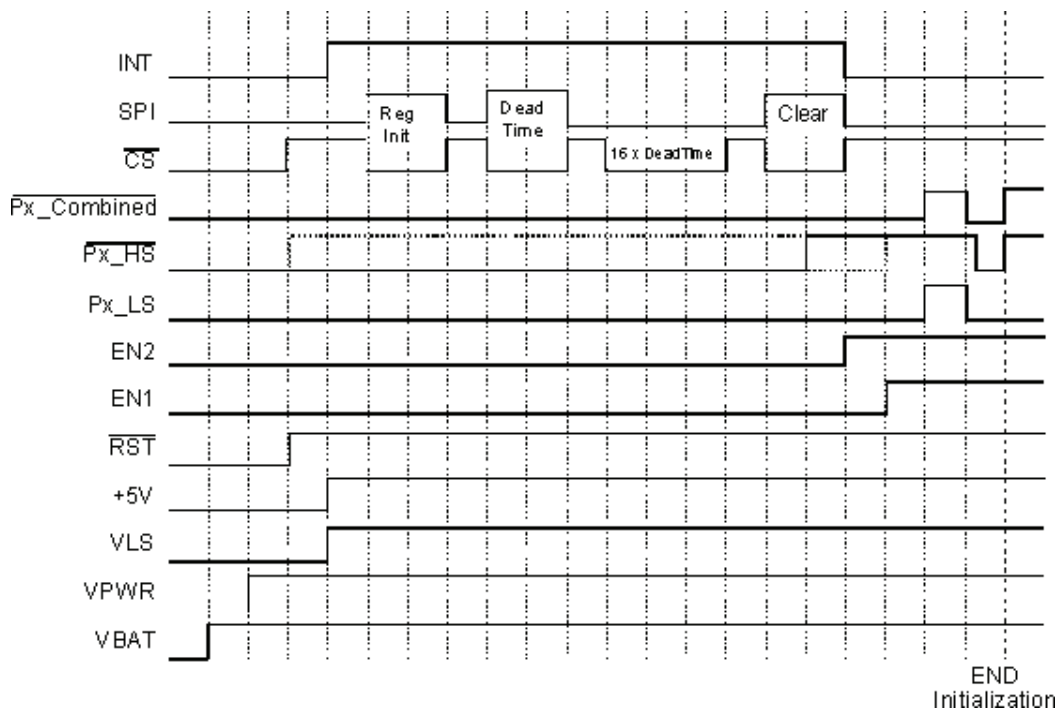 INT
SPI
Reg
Init
Dead
Time
Clear
CS
16 x DeadTime
Px_Combined
Px_HS
Px_LS
EN2
EN1
RST
+5V
VLS
VPWR
VBAT
END
Initialization